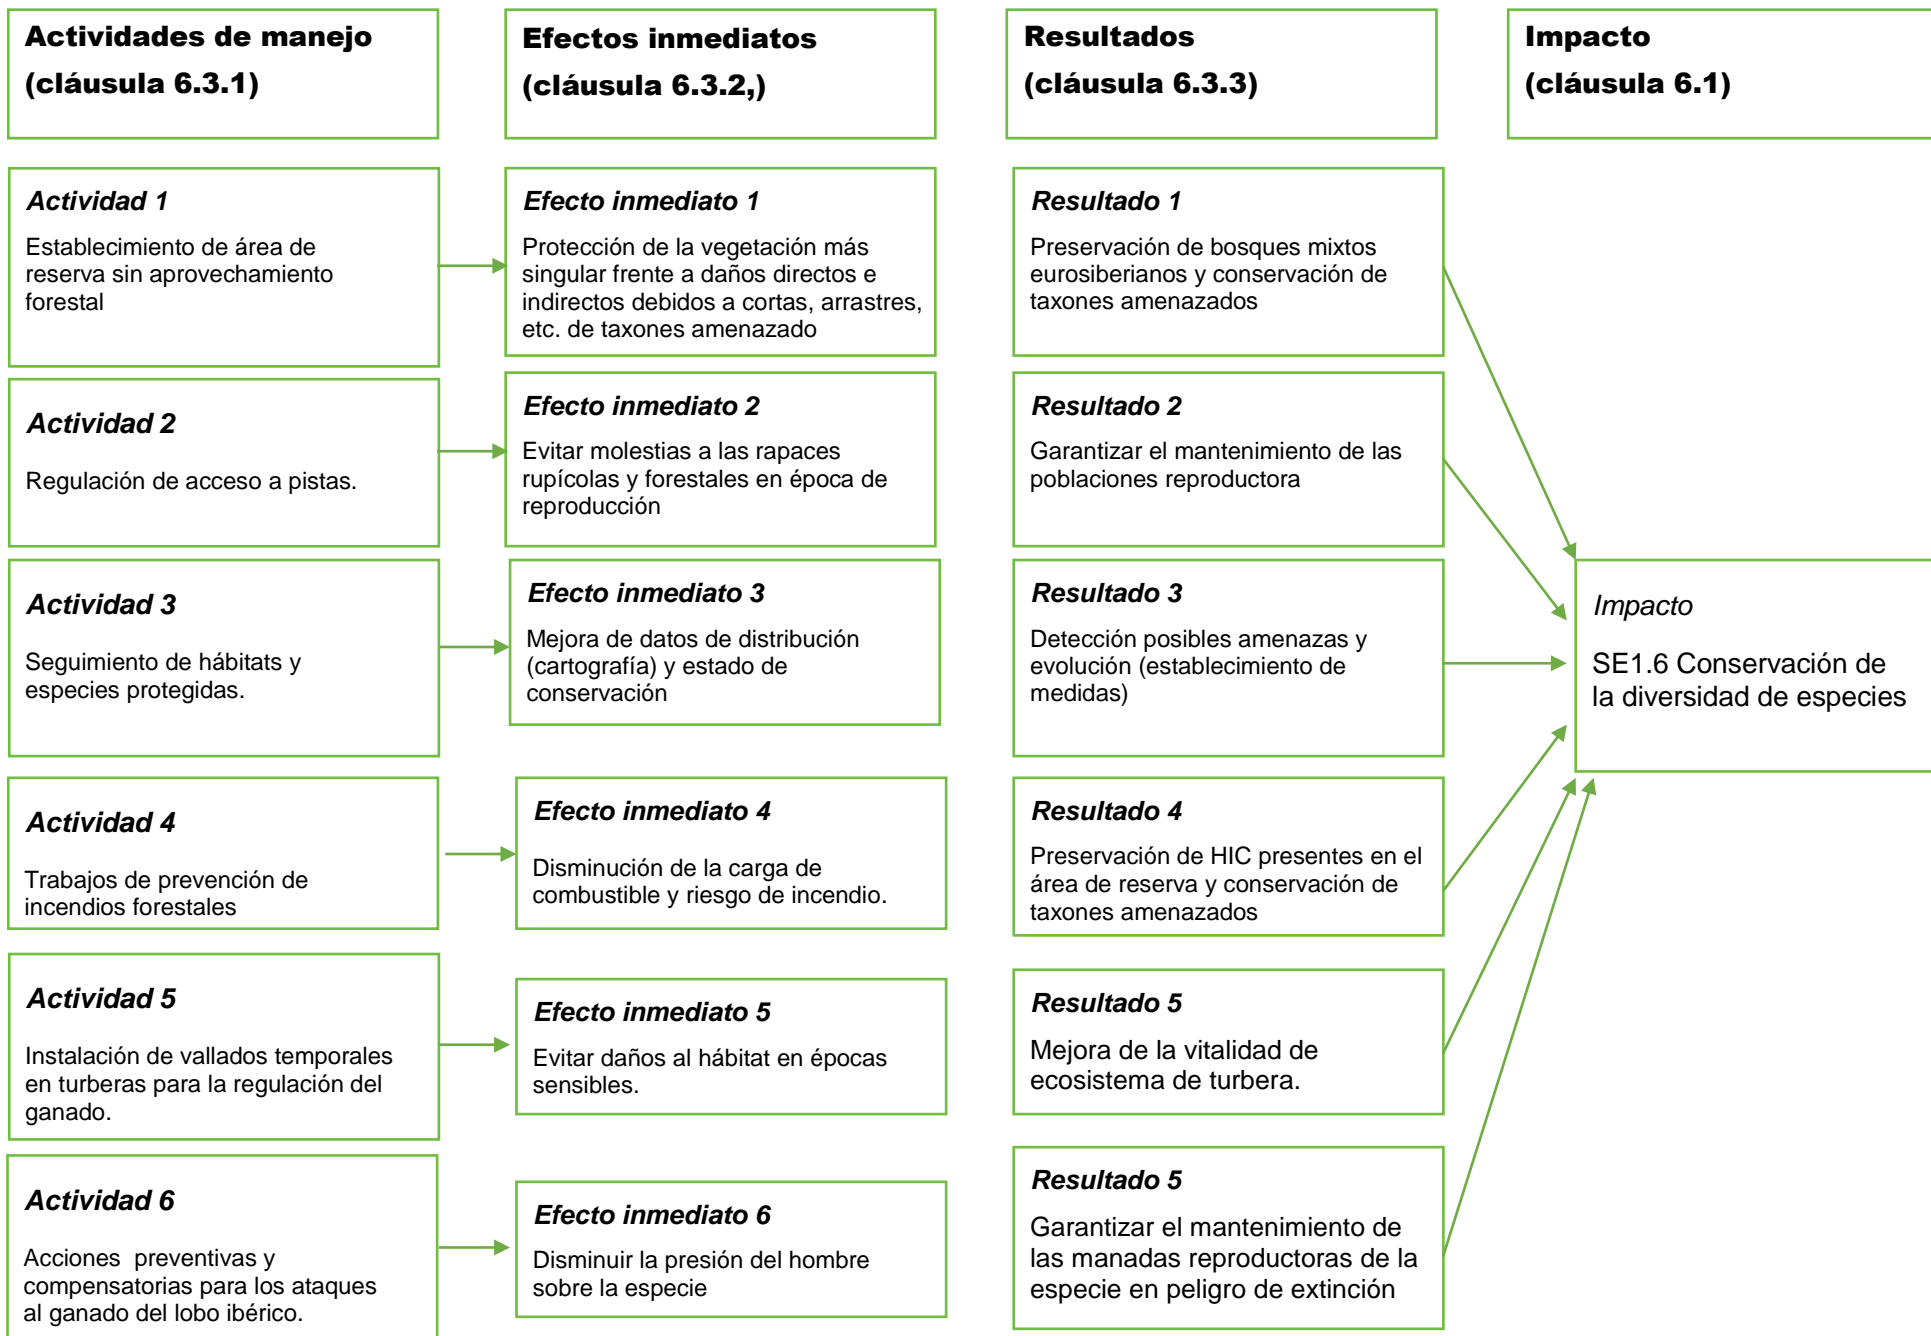 Actividades de manejo
(cláusula 6.3.1)
Efectos inmediatos
(cláusula 6.3.2,)
Resultados
(cláusula 6.3.3)
Impacto
(cláusula 6.1)
Actividad 1
Establecimiento de área de
reserva sin aprovechamiento
forestal
Efecto inmediato 1
Protección de la vegetación más
singular frente a daños directos e
indirectos debidos a cortas, arrastres,
etc. de taxones amenazado
Resultado 1
Preservación de bosques mixtos
eurosiberianos y conservación de
taxones amenazados
Actividad 2
Regulación de acceso a pistas.
Efecto inmediato 2
Evitar molestias a las rapaces
rupícolas y forestales en época de
reproducción
Resultado 2
Garantizar el mantenimiento de las
poblaciones reproductora
Actividad 3
Seguimiento de hábitats y
especies protegidas.
Efecto inmediato 3
Mejora de datos de distribución
(cartografía) y estado de
conservación
Resultado 3
Detección posibles amenazas y
evolución (establecimiento de
medidas)
Impacto
SE1.6 Conservación de
la diversidad de especies
Actividad 4
Trabajos de prevención de
incendios forestales
Efecto inmediato 4
Disminución de la carga de
combustible y riesgo de incendio.
Resultado 4
Preservación de HIC presentes en el
área de reserva y conservación de
taxones amenazados
Actividad 5
Instalación de vallados temporales
en turberas para la regulación del
ganado.
Efecto inmediato 5
Evitar daños al hábitat en épocas
sensibles.
Resultado 5
Mejora de la vitalidad de
ecosistema de turbera.
Actividad 6
Acciones  preventivas y
compensatorias para los ataques
al ganado del lobo ibérico.
Efecto inmediato 6
Disminuir la presión del hombre
sobre la especie
Resultado 5
Garantizar el mantenimiento de
las manadas reproductoras de la
especie en peligro de extinción